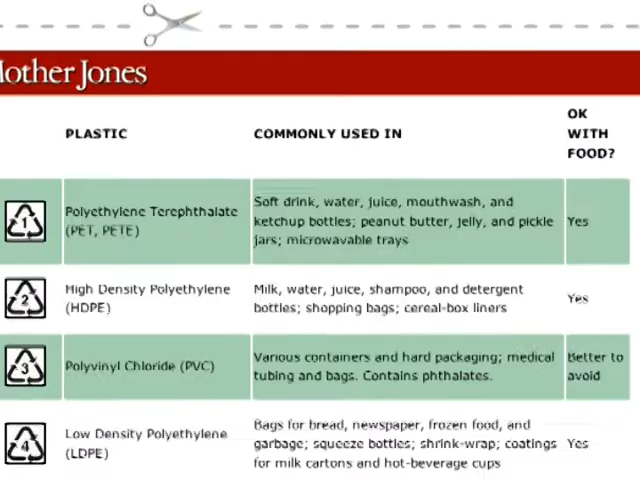 Mother Jones
PLASTIC
COMMONLY USED IN
OK
WITH
FOOD?
1
Polyethylene Terephthalate
(PET, PETE)
Soft drink, water, juice, mouthwash, and
ketchup bottles; peanut butter, jelly, and pickle
jars; microwavable trays
Yes
2
High Density Polyethylene
(HDPE)
Milk, water, juice, shampoo, and detergent
bottles; shopping bags; cereal-box liners
Yes
3
Polyvinyl Chloride (PVC)
Various containers and hard packaging; medical
tubing and bags. Contains phthalates.
Better to
avoid
4
Low Density Polyethylene
(LDPE)
Bags for bread, newspaper, frozen food, and
garbage; squeeze bottles; shrink-wrap; coatings
for milk cartons and hot-beverage cups
Yes